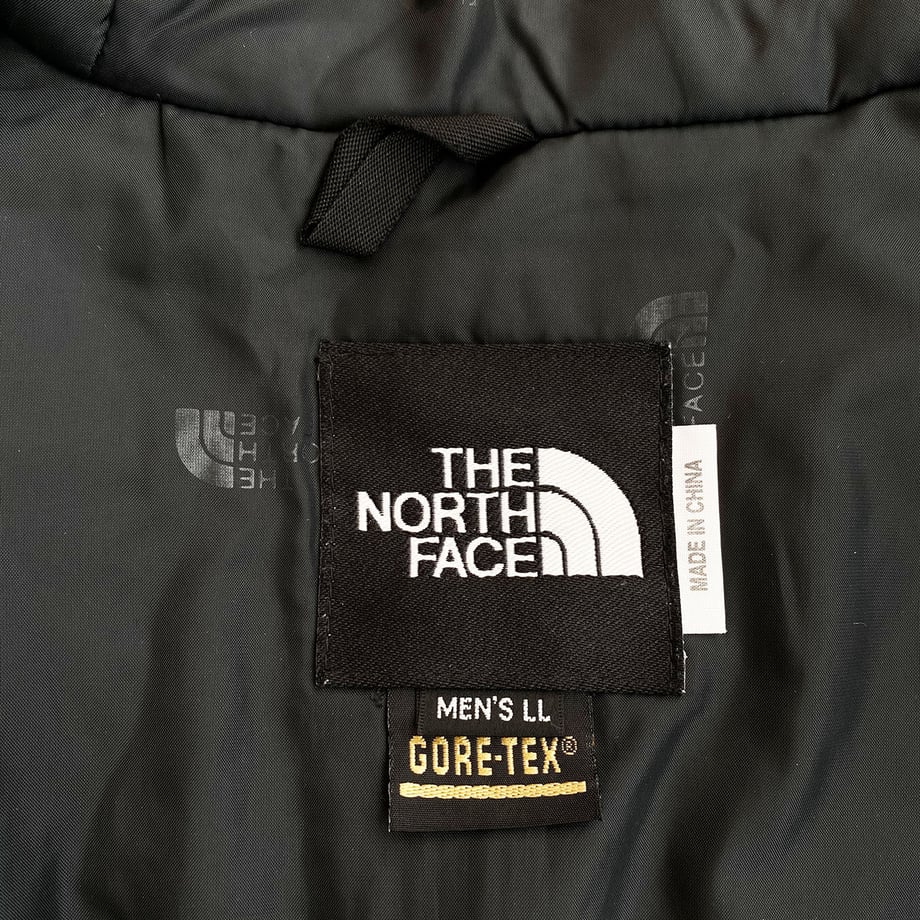 THE
NORTH
FACE
MADE IN CHINA
MEN'S LL
GORE-TEX®